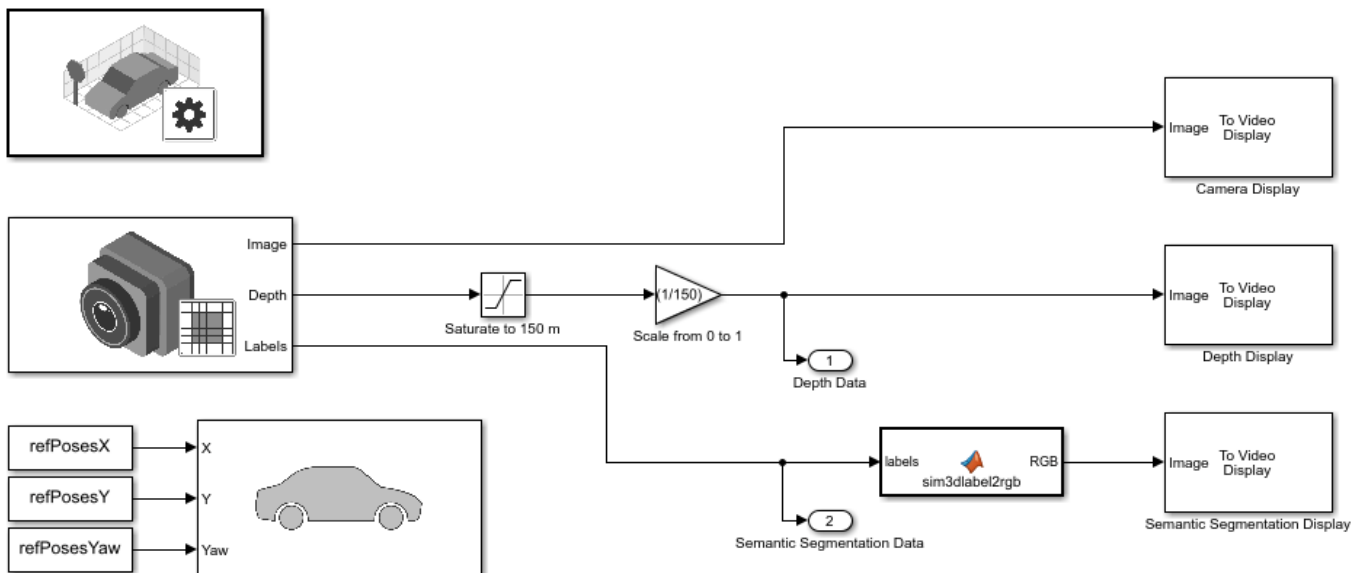 Image To Video
Display
Camera Display
Image
Depth
Labels
Saturate to 150 m
(1/150)
Scale from 0 to 1
1
Depth Data
Image To Video
Display
Depth Display
refPosesX
refPosesY
refPosesYaw
X
Y
Yaw
labels
RGB
sim3dlabel2rgb
2
Semantic Segmentation Data
Image To Video
Display
Semantic Segmentation Display